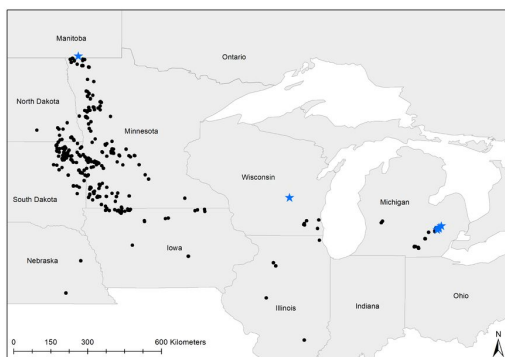 Manitoba
Ontario
North Dakota
Minnesota
Wisconsin
Michigan
South Dakota
Iowa
Nebraska
Illinois
Indiana
Ohio
N
0 150 300 600 Kilometers